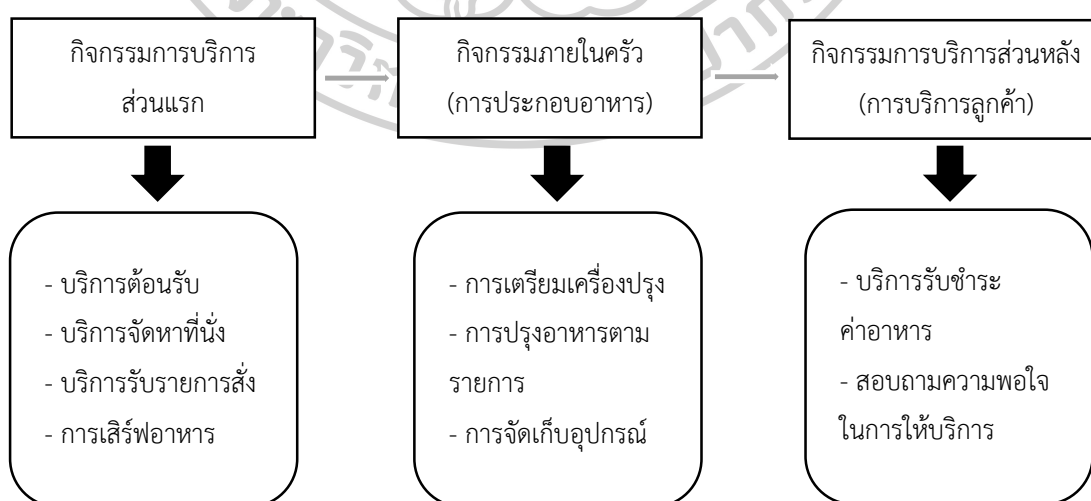 กิจกรรมการบริการ
ส่วนแรก
กิจกรรมภายในครัว
(การประกอบอาหาร)
กิจกรรมการบริการส่วนหลัง
(การบริการลูกค้า)
- บริการต้อนรับ
- บริการจัดหาที่นั่ง
- บริการรับรายการสั่ง
- การเสิร์ฟอาหาร
- การเตรียมเครื่องปรุง
- การปรุงอาหารตาม
รายการ
- การจัดเก็บอุปกรณ์
- บริการรับชำระ
ค่าอาหาร
- สอบถามความพอใจ
ในการให้บริการ